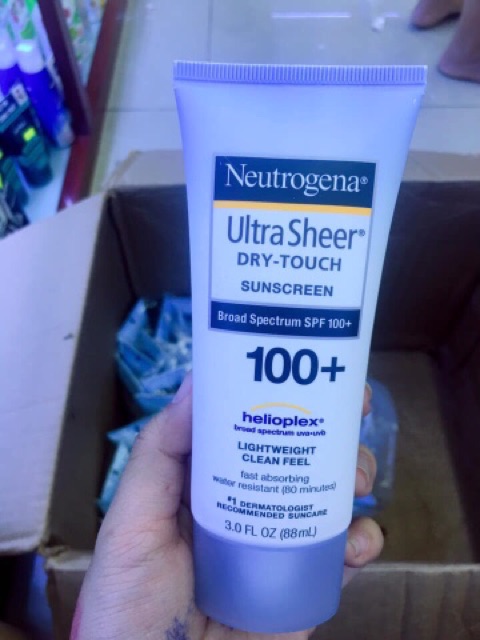 Neutrogena®
Ultra Sheer®
DRY-TOUCH
SUNSCREEN
Broad Spectrum SPF 100+
100+
helioplex®
broad spectrum uva•uvb
LIGHTWEIGHT
CLEAN FEEL
fast absorbing
water resistant (80 minutes)
#1 DERMATOLOGIST
RECOMMENDED SUNCARE
3.0 FL OZ (88mL)